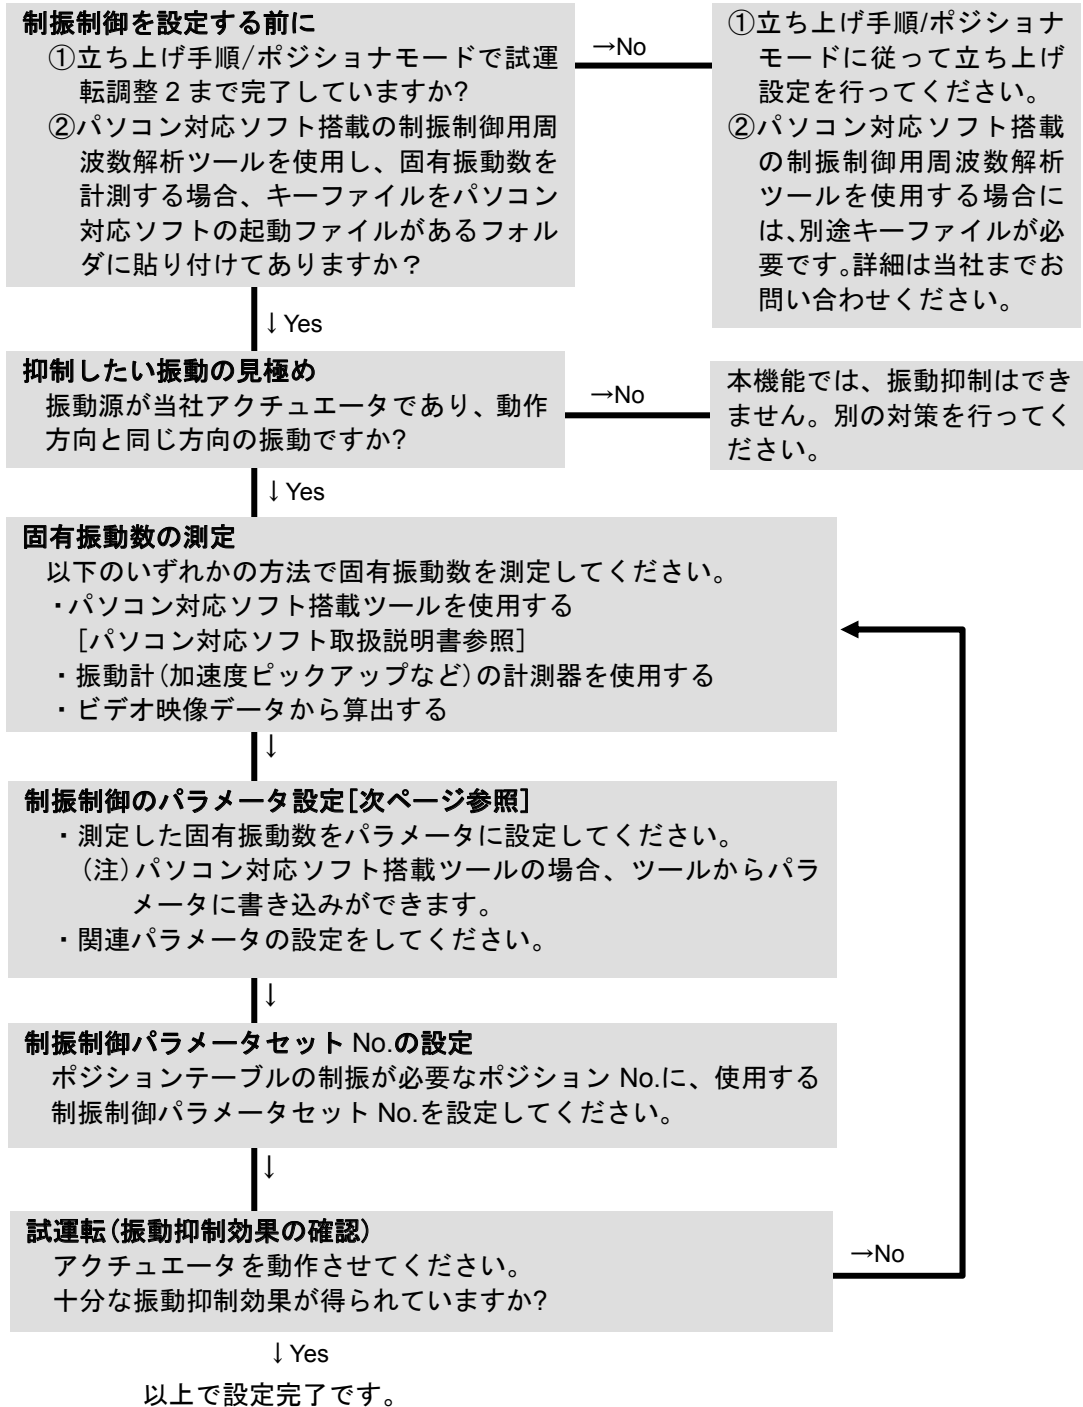 制振制御を設定する前に
①立ち上げ手順/ポジショナモードで試運
転調整 2 まで完了していますか?
②パソコン対応ソフト搭載の制振制御用周
波数解析ツールを使用し、固有振動数を
計測する場合、キーファイルをパソコン
対応ソフトの起動ファイルがあるフォル
ダに貼り付けてありますか？
→No
①立ち上げ手順/ポジショナ
モードに従って立ち上げ
設定を行ってください。
②パソコン対応ソフト搭載
の制振制御用周波数解析
ツールを使用する場合に
は、別途キーファイルが必
要です。詳細は当社までお
問い合わせください。
↓Yes
抑制したい振動の見極め
振動源が当社アクチュエータであり、動作
方向と同じ方向の振動ですか?
→No
本機能では、振動抑制はでき
ません。別の対策を行ってく
ださい。
↓Yes
固有振動数の測定
以下のいずれかの方法で固有振動数を測定してください。
・パソコン対応ソフト搭載ツールを使用する
[パソコン対応ソフト取扱説明書参照]
・振動計(加速度ピックアップなど)の計測器を使用する
・ビデオ映像データから算出する
↓
制振制御のパラメータ設定[次ページ参照]
・測定した固有振動数をパラメータに設定してください。
(注)パソコン対応ソフト搭載ツールの場合、ツールからパラ
メータに書き込みができます。
・関連パラメータの設定をしてください。
↓
制振制御パラメータセット No.の設定
ポジションテーブルの制振が必要なポジション No.に、使用する
制振制御パラメータセット No.を設定してください。
↓
試運転(振動抑制効果の確認)
アクチュエータを動作させてください。
十分な振動抑制効果が得られていますか?
→No
↓Yes
以上で設定完了です。